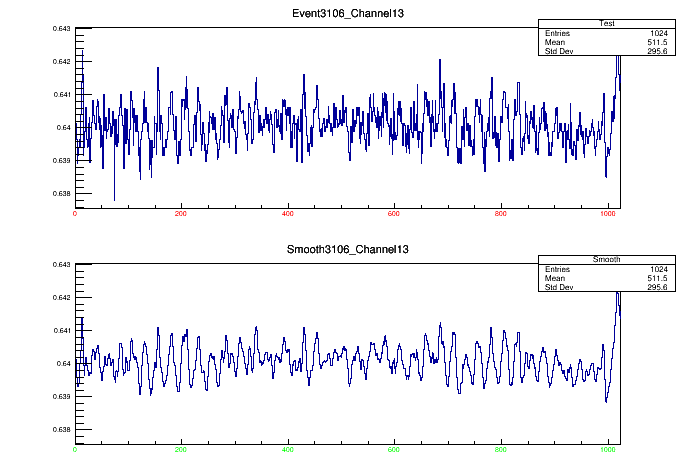 Event3106_Channel13
Test
Entries 1024
Mean 511.5
Std Dev 295.6
0.643
0.642
0.641
0.64
0.639
0.638
0 200 400 600 800 1000
Smooth3106_Channel13
Smooth
Entries 1024
Mean 511.5
Std Dev 295.6
0.643
0.642
0.641
0.64
0.639
0.638
0 200 400 600 800 1000